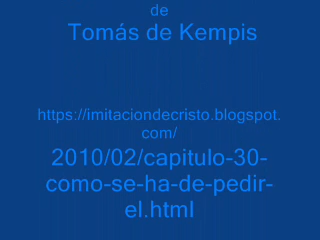 de
Tomás de Kempis
https://imitaciondecristo.blogspot.
com/
2010/02/capitulo-30-
como-se-ha-de-pedir-
el.html